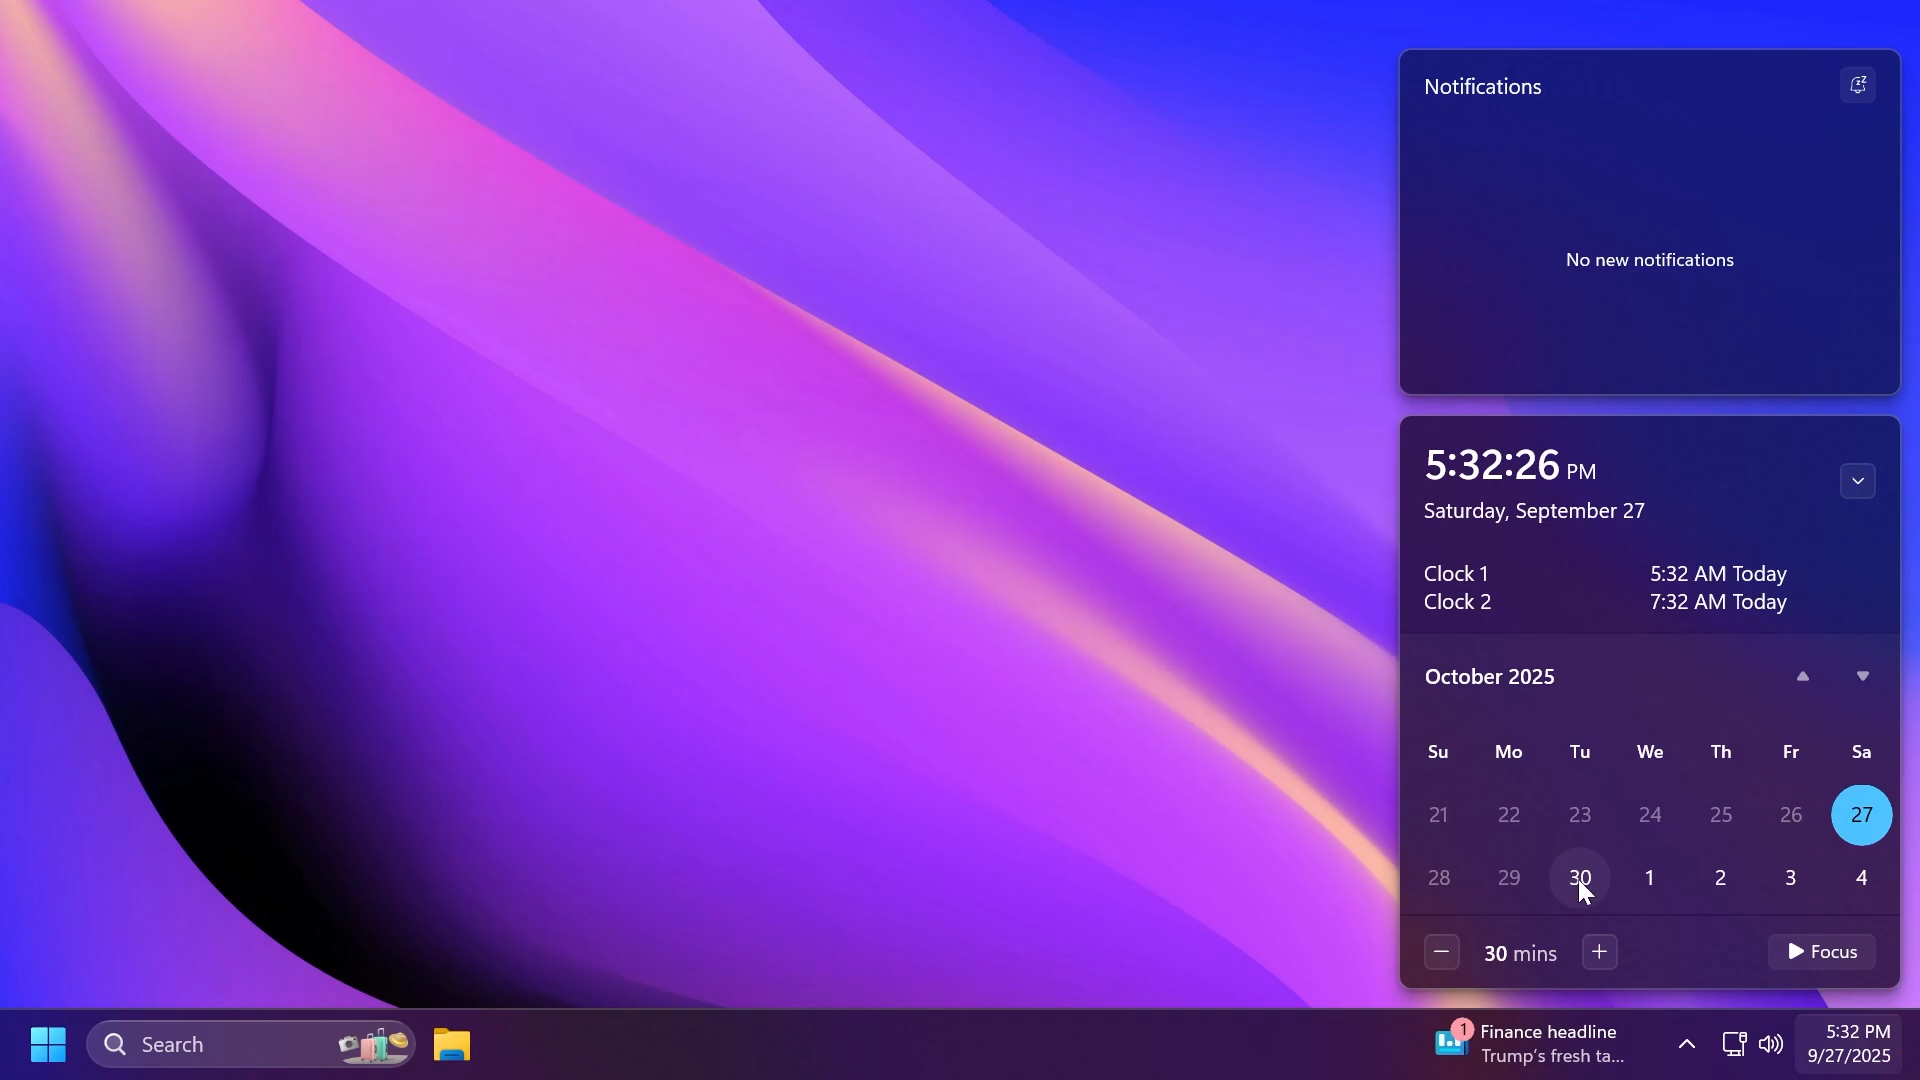 Notifications
No new notifications
5:32:26 PM
Saturday, September 27
Clock 1 5:32 AM Today
Clock 2 7:32 AM Today
October 2025
Su Mo Tu We Th Fr Sa
21 22 23 24 25 26 27
28 29 30 1 2 3 4
30 mins Focus
Search
1 Finance headline
Trump's fresh ta...
5:32 PM
9/27/2025